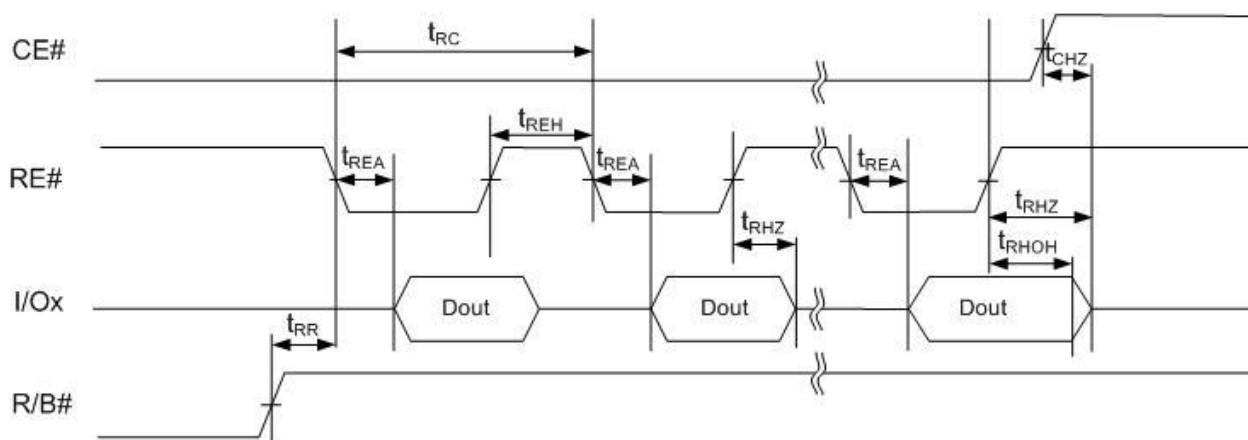 CE#
tRC
tCHZ
tREH
RE#
tREA
tREA
tREA
tRHZ
tRHZ
tRHOH
I/Ox
Dout
Dout
Dout
tRR
R/B#